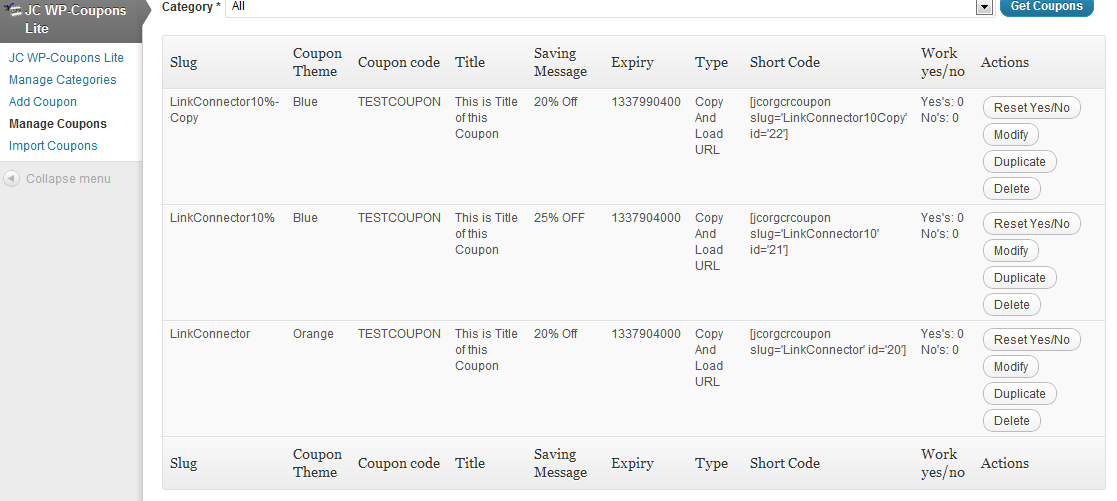 JC WP-Coupons
Lite
JC WP-Coupons Lite
Manage Categories
Add Coupon
Manage Coupons
Import Coupons
Collapse menu
Category * All Get Coupons
Slug Coupon Theme Coupon code Title Saving Message Expiry Type Short Code Work yes/no Actions
LinkConnector10%-
Copy
Blue
TESTCOUPON
This is Title
of this
Coupon
20% Off
1337990400
Copy
And
Load
URL
[jcorgcrcoupon
slug='LinkConnector10Copy'
id='22']
Yes's: 0
No's: 0
Reset Yes/No
Modify
Duplicate
Delete
LinkConnector10%
Blue
TESTCOUPON
This is Title
of this
Coupon
25% OFF
1337904000
Copy
And
Load
URL
[jcorgcrcoupon
slug='LinkConnector10'
id='21']
Yes's: 0
No's: 0
Reset Yes/No
Modify
Duplicate
Delete
LinkConnector
Orange
TESTCOUPON
This is Title
of this
Coupon
20% Off
1337904000
Copy
And
Load
URL
[jcorgcrcoupon
slug='LinkConnector' id='20']
Yes's: 0
No's: 0
Reset Yes/No
Modify
Duplicate
Delete
Slug Coupon Theme Coupon code Title Saving Message Expiry Type Short Code Work yes/no Actions